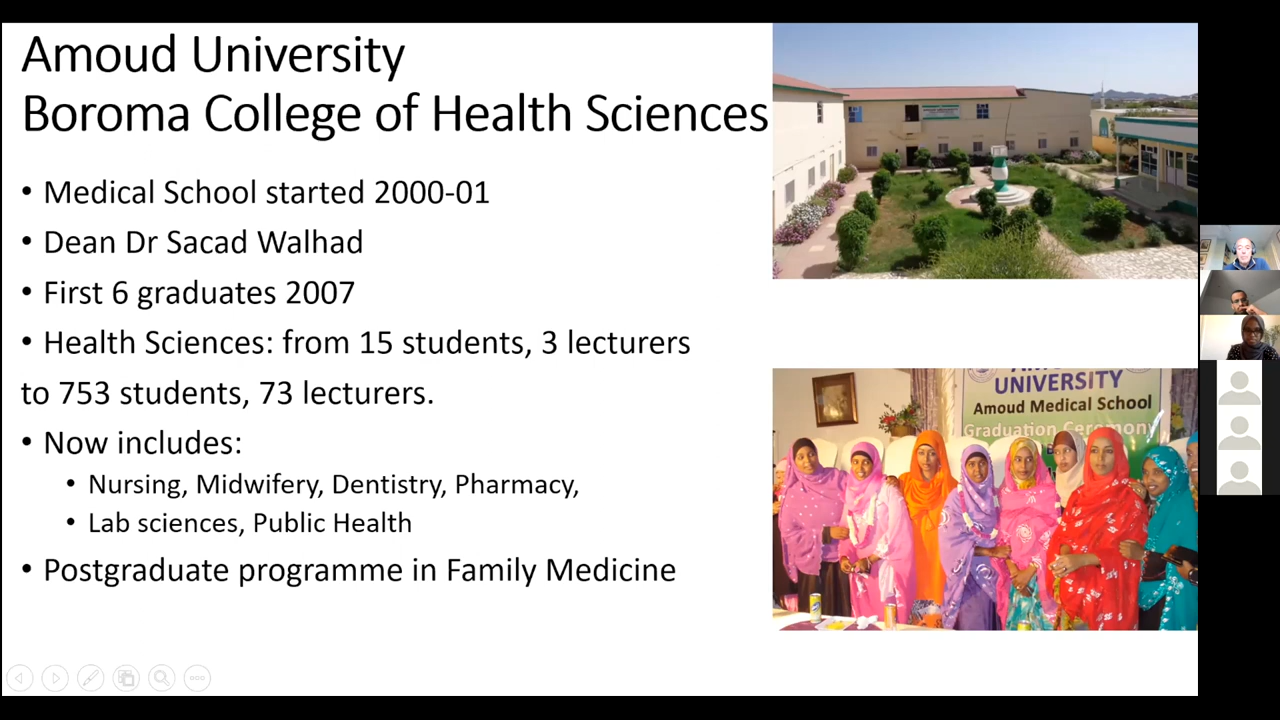 Amoud University
Boroma College of Health Sciences
• Medical School started 2000-01
• Dean Dr Sacad Walhad
• First 6 graduates 2007
• Health Sciences: from 15 students, 3 lecturers
to 753 students, 73 lecturers.
• Now includes:
• Nursing, Midwifery, Dentistry, Pharmacy,
• Lab sciences, Public Health
• Postgraduate programme in Family Medicine
UNIVERSITY
Amoud Medical School
Graduation Ceremony